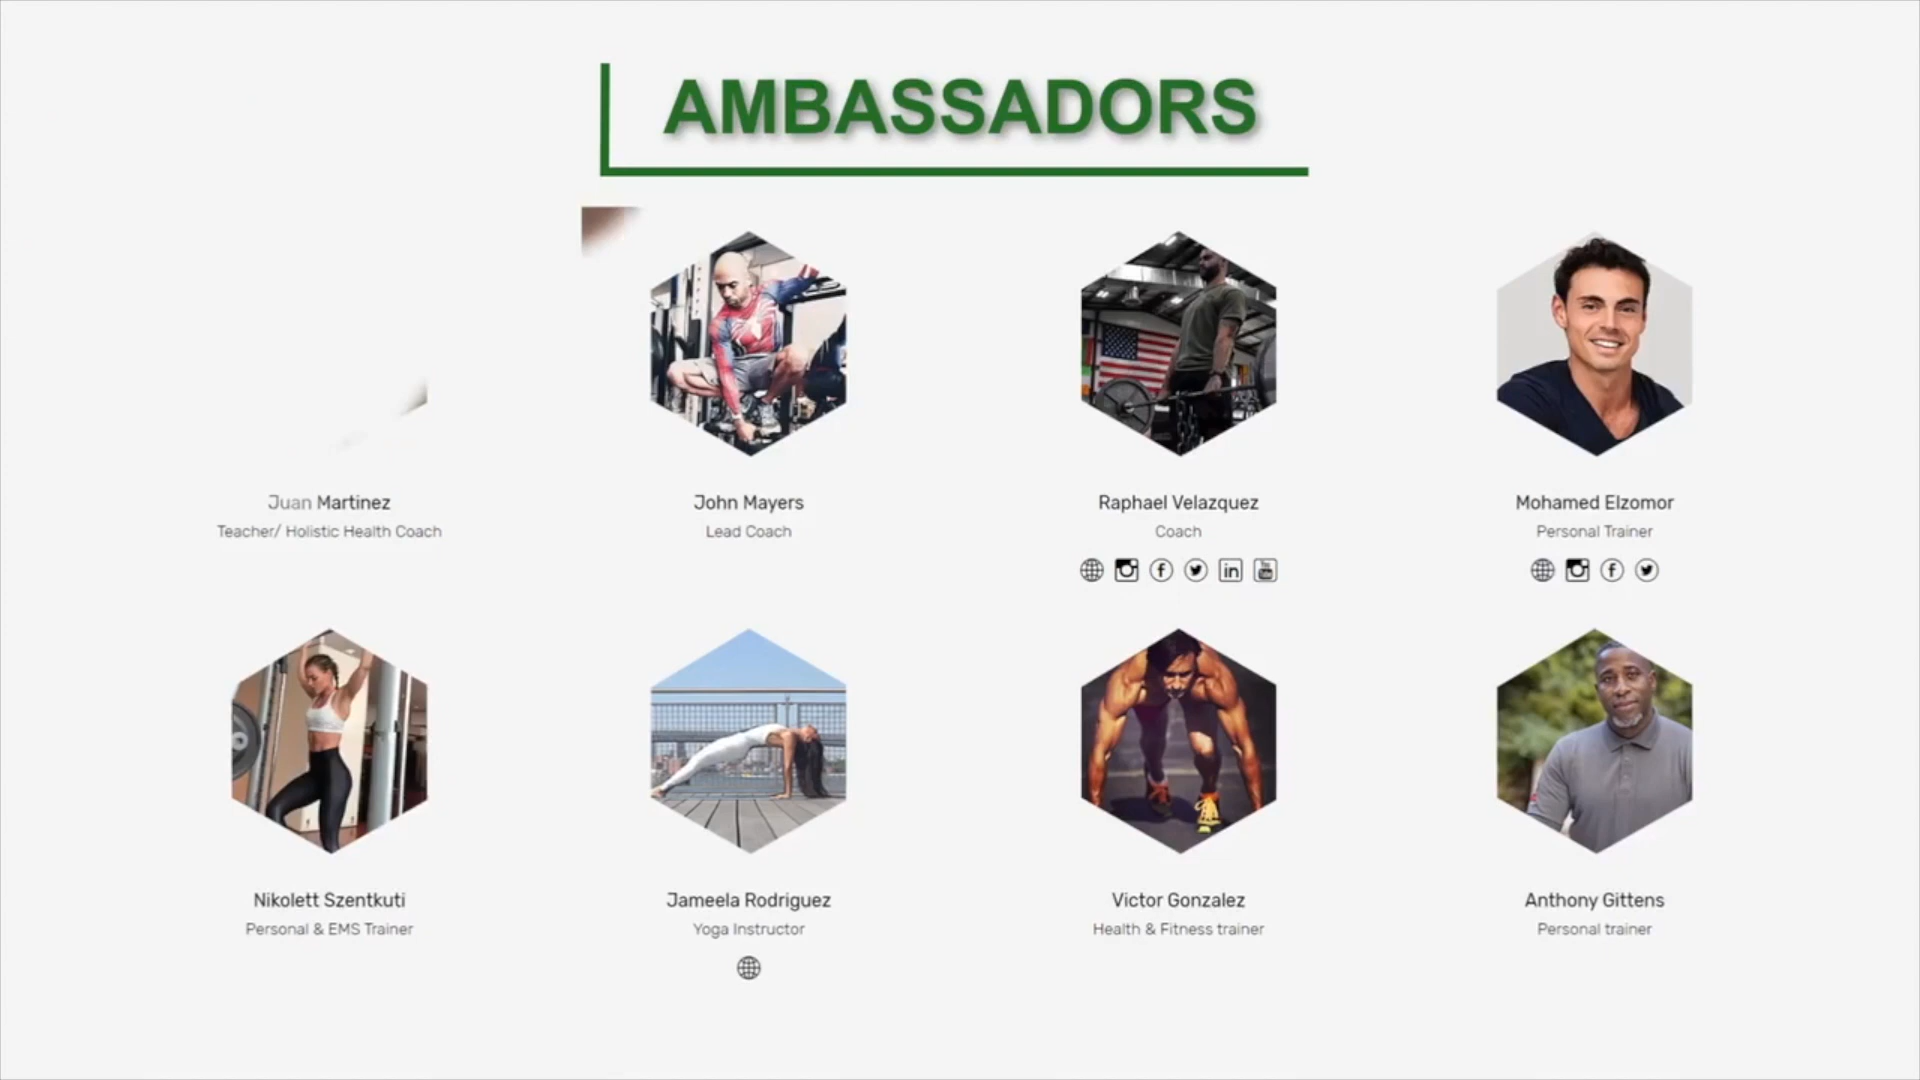 AMBASSADORS
Juan Martinez
Teacher/ Holistic Health Coach
John Mayers
Lead Coach
Raphael Velazquez
Coach
Mohamed Elzomor
Personal Trainer
Nikolett Szentkuti
Personal & EMS Trainer
Jameela Rodriguez
Yoga Instructor
Victor Gonzalez
Health & Fitness trainer
Anthony Gittens
Personal trainer